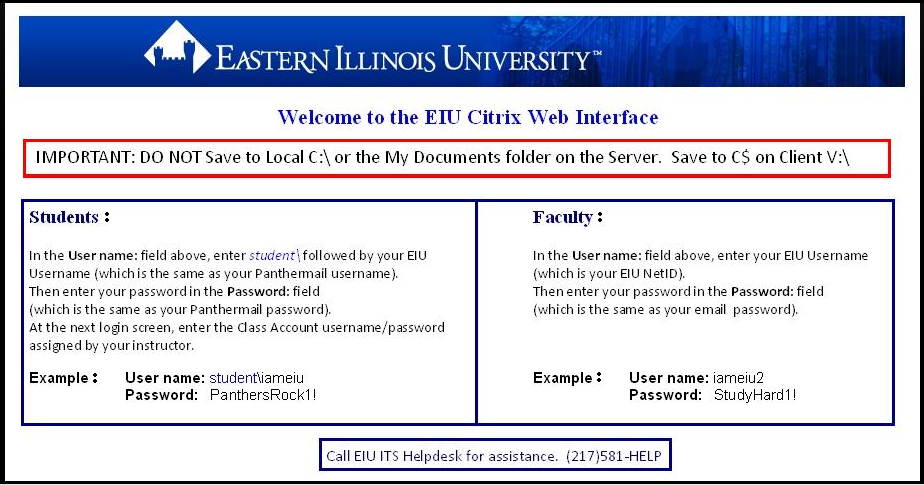 EASTERN ILLINOIS UNIVERSITY™
Welcome to the EIU Citrix Web Interface
IMPORTANT: DO NOT Save to Local C:\ or the My Documents folder on the Server.  Save to C$ on Client V:\
Students :
In the User name: field above, enter student\ followed by your EIU
Username (which is the same as your Panthermail username).
Then enter your password in the Password: field
(which is the same as your Panthermail password).
At the next login screen, enter the Class Account username/password
assigned by your instructor.
Example : User name: student\iameiu
Password: PanthersRock1!
Faculty :
In the User name: field above, enter your EIU Username
(which is your EIU NetID).
Then enter your password in the Password: field
(which is the same as your email  password).
Example : User name: iameiu2
Password: StudyHard1!
Call EIU ITS Helpdesk for assistance.  (217)581-HELP